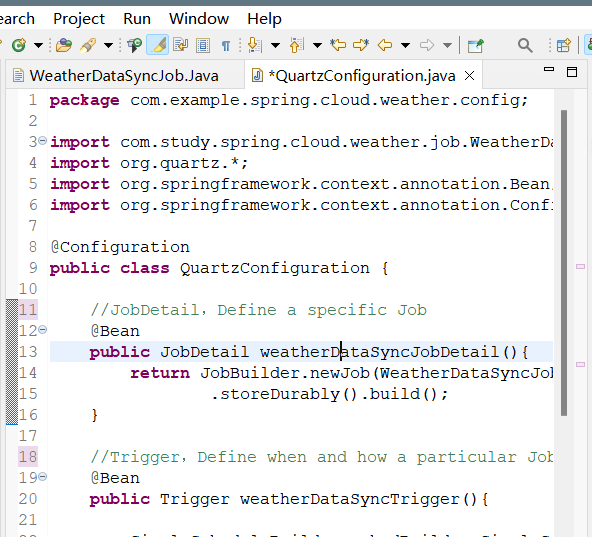 earch Project Run Window Help
WeatherDataSyncJob.Java *QuartzConfiguration.java
1 package com.example.spring.cloud.weather.config;
2
3 import com.study.spring.cloud.weather.job.WeatherDa
4 import org.quartz.*;
5 import org.springframework.context.annotation.Bean
6 import org.springframework.context.annotation.Confi
7
8 @Configuration
9 public class QuartzConfiguration {
10
11 //JobDetail，Define a specific Job
12 @Bean
13 public JobDetail weatherDataSyncJobDetail(){
14 return JobBuilder.newJob(WeatherDataSyncJob
15 .storeDurably().build();
16 }
17
18 //Trigger，Define when and how a particular Job
19 @Bean
20 public Trigger weatherDataSyncTrigger(){
21